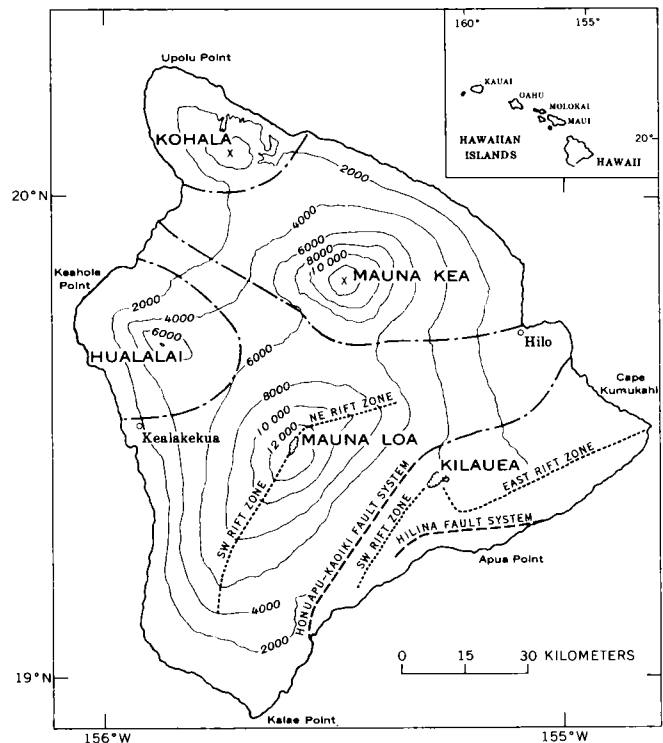 160°
155°
KAUAI
OAHU
MOLOKAI
MAUI
20°
HAWAIIAN
ISLANDS
HAWAII
Upolu Point
KOHALA
X
2000
20°N
4000
6000
8000
10 000
X MAUNA KEA
Keahole
Point
2000
4000
6000
HUALALAI
6000
Hilo
Cape
Kumukahi
8000
NE RIFT ZONE
10 000
12 000
MAUNA LOA
Kealakekua
KILAUEA
EAST RIFT ZONE
SW RIFT ZONE
HONUAPU-KAOIKI FAULT SYSTEM
SW RIFT ZONE
HILINA FAULT SYSTEM
Apua Point
4000
2000
0 15 30 KILOMETERS
19°N
Kalae Point
156°W
155°W